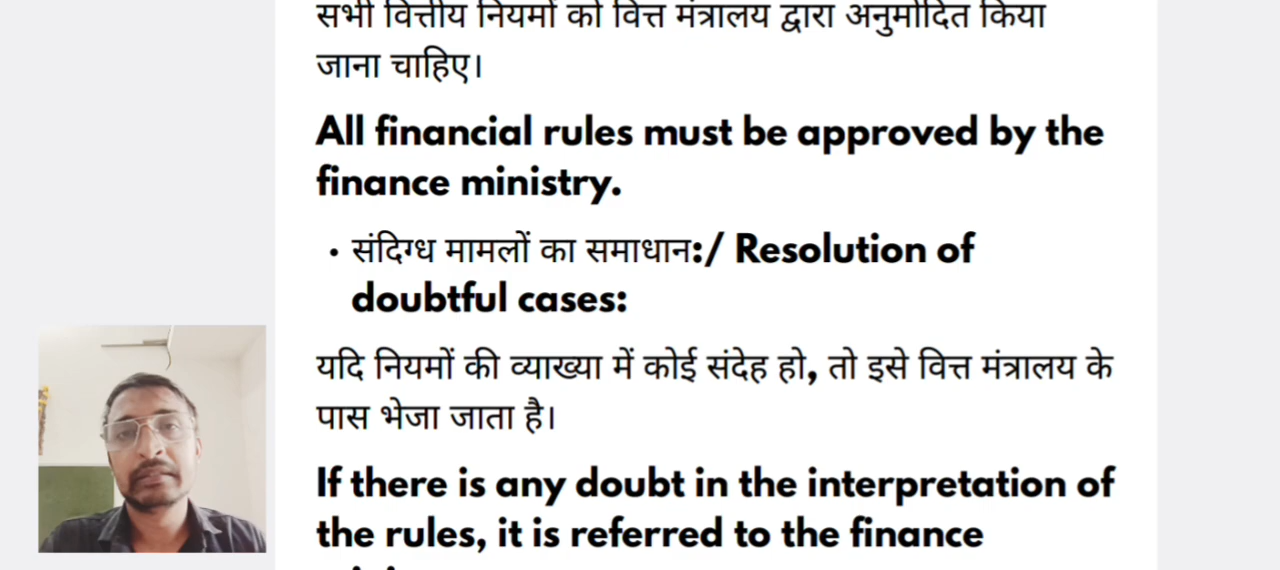 सभी वित्तीय नियमों को वित्त मंत्रालय द्वारा अनुमोदित किया
जाना चाहिए।
All financial rules must be approved by the
finance ministry.
• संदिग्ध मामलों का समाधान:/ Resolution of
doubtful cases:
यदि नियमों की व्याख्या में कोई संदेह हो, तो इसे वित्त मंत्रालय के
पास भेजा जाता है।
If there is any doubt in the interpretation of
the rules, it is referred to the finance